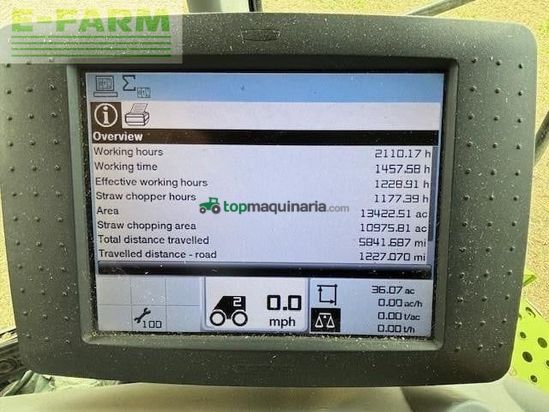 E-FARM
Σ
i
Overview
Working hours 2110.17 h
Working time 1457.58 h
Effective working hours 1228.91 h
Straw chopper hours 1177.39 h
Area 13422.51 ac
topmaquinaria.com
Straw chopping area 10975.81 ac
Total distance travelled 5841.687 mi
Travelled distance - road 1227.070 mi
100
2
0.0
mph
36.07 ac
0.00 ac/h
0.00 t/ac
0.00 t/h